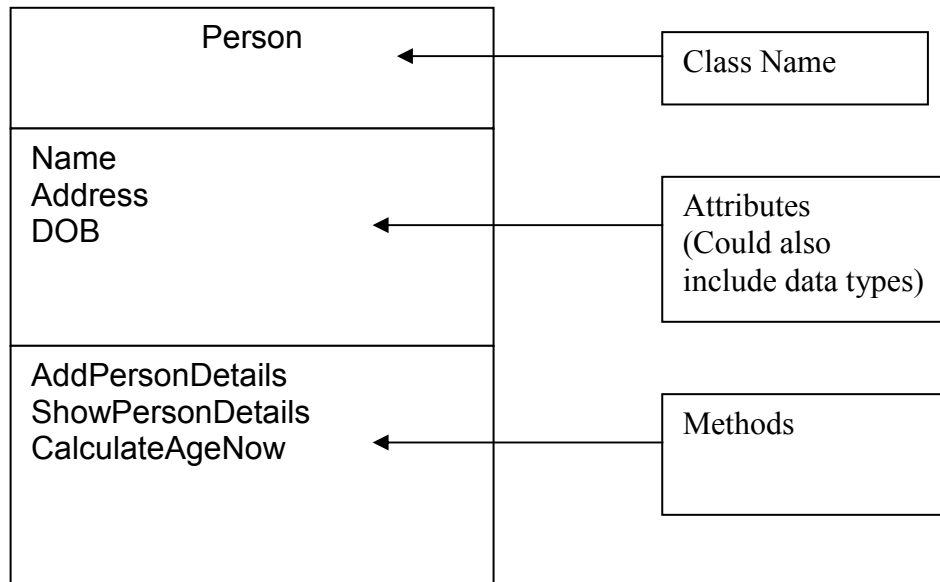 Person
Class Name
Name
Address
DOB
Attributes
(Could also
include data types)
AddPersonDetails
ShowPersonDetails
CalculateAgeNow
Methods